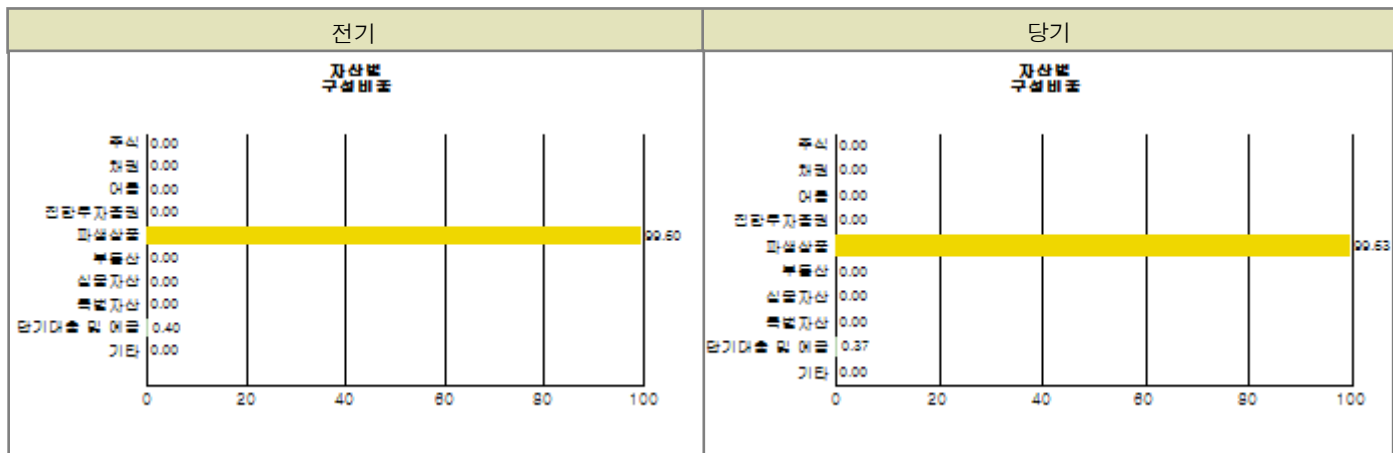 전기
당기
자산별
구성비중
주식 0.00
채권 0.00
어음 0.00
집합투자증권 0.00
파생상품 99.60
부동산 0.00
실물자산 0.00
특별자산 0.00
단기대출 및 예금 0.40
기타 0.00
0 20 40 60 80 100
자산별
구성비중
주식 0.00
채권 0.00
어음 0.00
집합투자증권 0.00
파생상품 99.63
부동산 0.00
실물자산 0.00
특별자산 0.00
단기대출 및 예금 0.37
기타 0.00
0 20 40 60 80 100